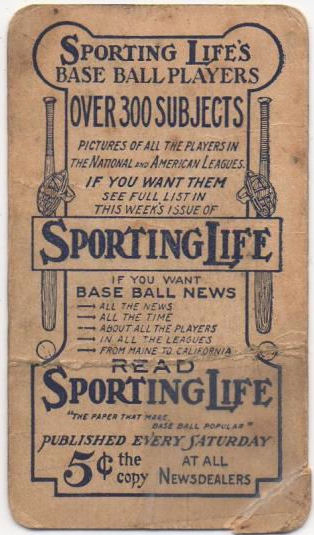 SPORTING LIFE'S
BASE BALL PLAYERS
OVER 300 SUBJECTS
PICTURES OF ALL THE PLAYERS IN
THE NATIONAL AND AMERICAN LEAGUES.
IF YOU WANT THEM
SEE FULL LIST IN
THIS WEEK'S ISSUE OF
SPORTING LIFE
IF YOU WANT
BASE BALL NEWS
ALL THE NEWS
ALL THE TIME
ABOUT ALL THE PLAYERS
IN ALL THE LEAGUES
FROM MAINE TO CALIFORNIA
READ
SPORTING LIFE
"THE PAPER THAT MADE
BASE BALL POPULAR"
PUBLISHED EVERY SATURDAY
5¢ the copy AT ALL NEWSDEALERS